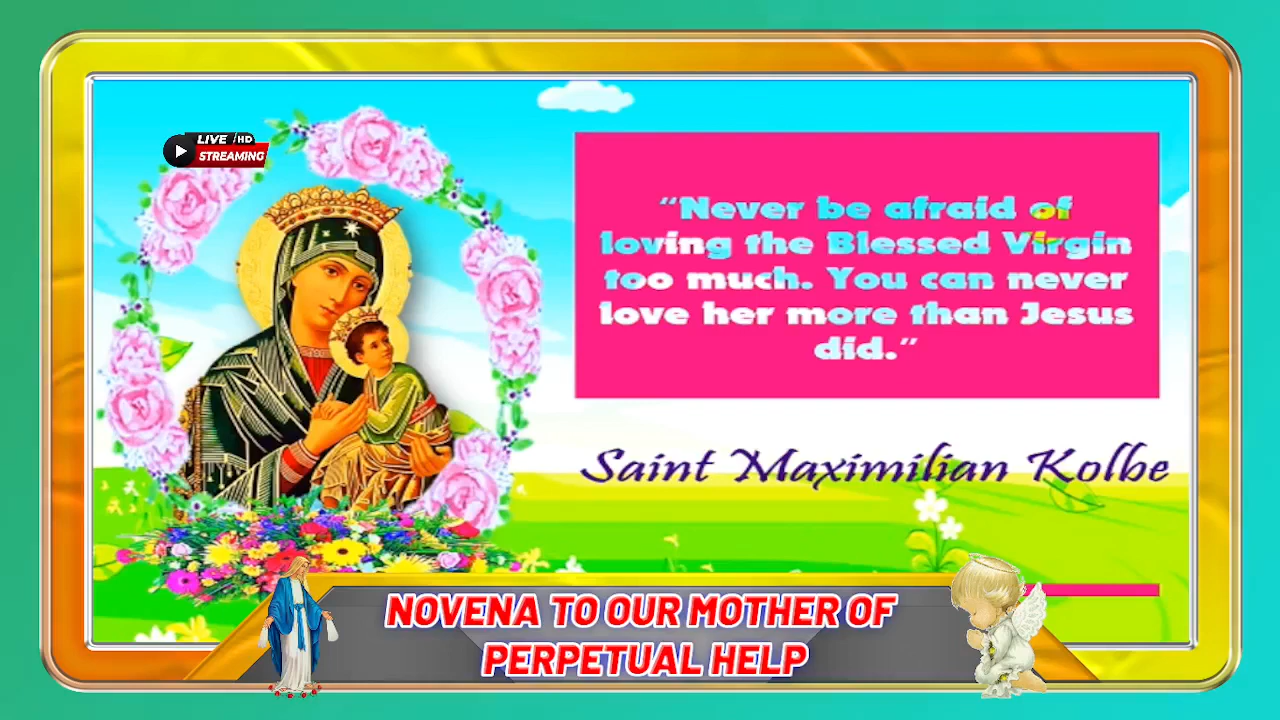 LIVE /HD
STREAMING
“Never be afraid of
loving the Blessed Virgin
too much. You can never
love her more than Jesus
did.”
Saint Maximilian Kolbe
NOVENA TO OUR MOTHER OF
PERPETUAL HELP